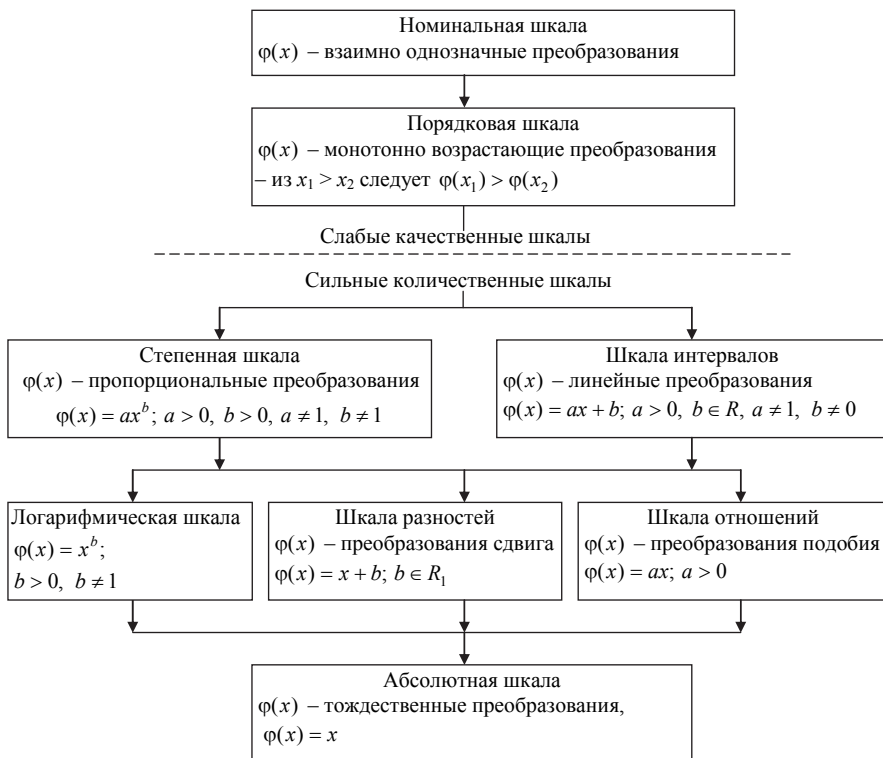 Номинальная шкала
φ(x) – взаимно однозначные преобразования
Порядковая шкала
φ(x) – монотонно возрастающие преобразования
– из x₁ > x₂ следует φ(x₁) > φ(x₂)
Слабые качественные шкалы
Сильные количественные шкалы
Степенная шкала
φ(x) – пропорциональные преобразования
φ(x) = axᵇ; a > 0, b > 0, a ≠ 1, b ≠ 1
Шкала интервалов
φ(x) – линейные преобразования
φ(x) = ax + b; a > 0, b ∈ R, a ≠ 1, b ≠ 0
Логарифмическая шкала
φ(x) = xᵇ;
b > 0, b ≠ 1
Шкала разностей
φ(x) – преобразования сдвига
φ(x) = x + b; b ∈ R₁
Шкала отношений
φ(x) – преобразования подобия
φ(x) = ax; a > 0
Абсолютная шкала
φ(x) – тождественные преобразования,
φ(x) = x